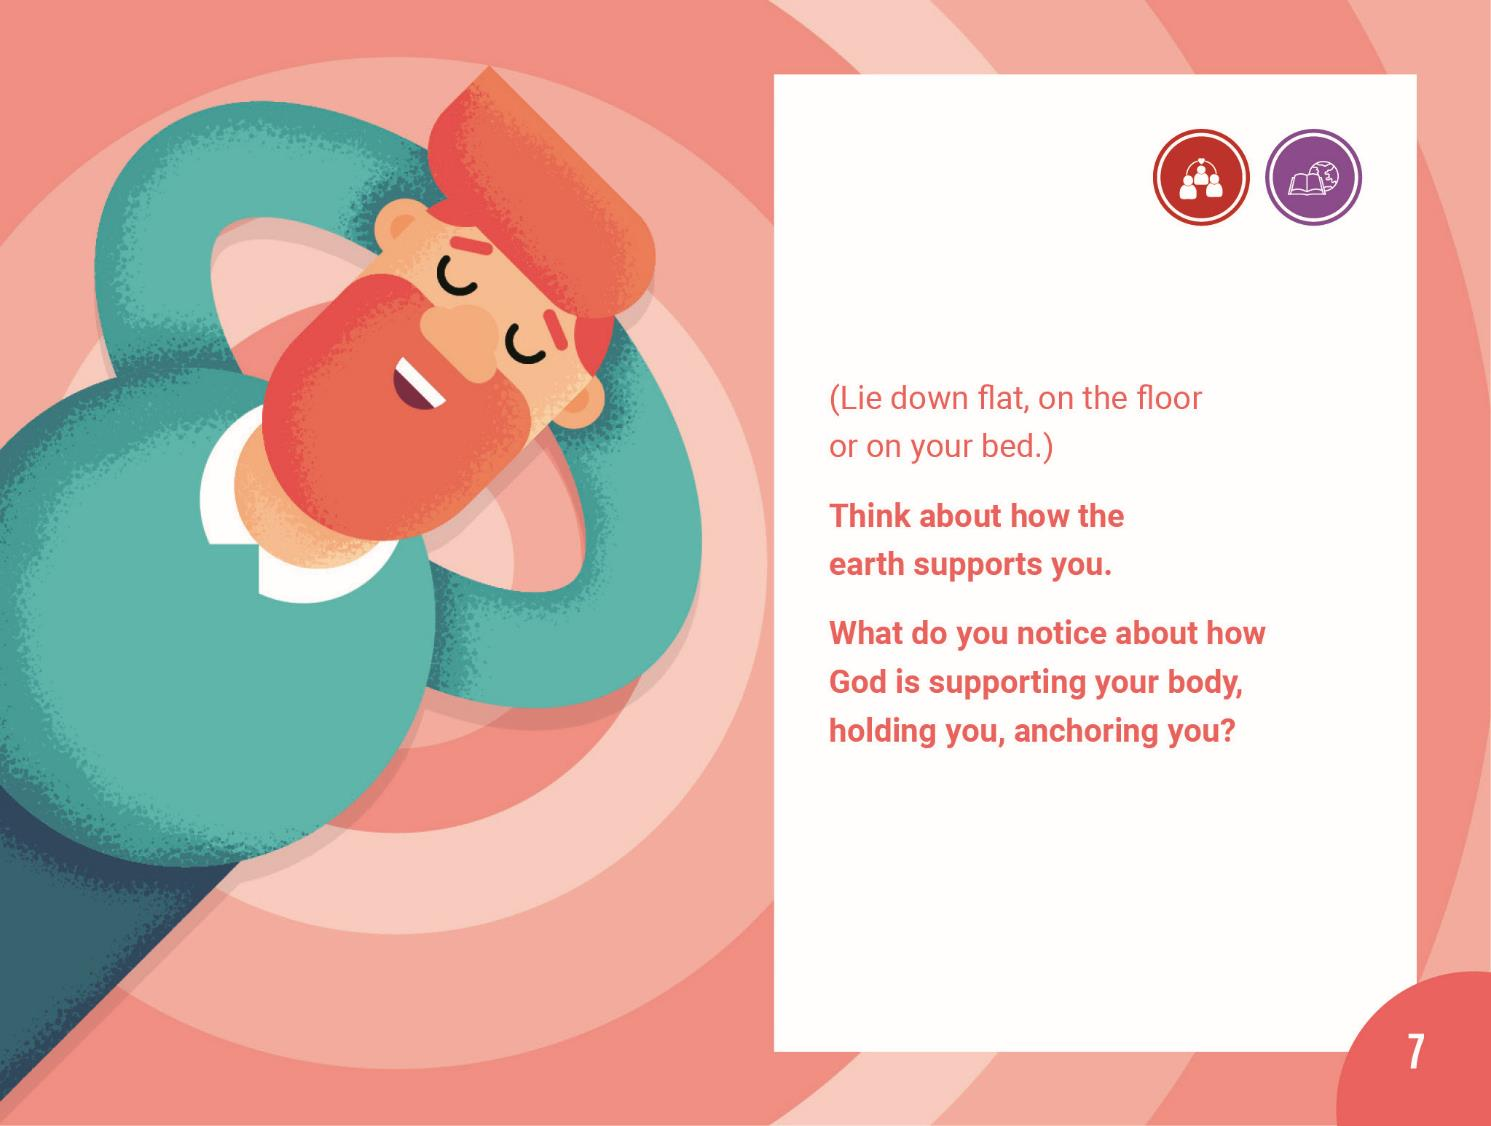 (Lie down flat, on the floor
or on your bed.)
Think about how the
earth supports you.
What do you notice about how
God is supporting your body,
holding you, anchoring you?
7